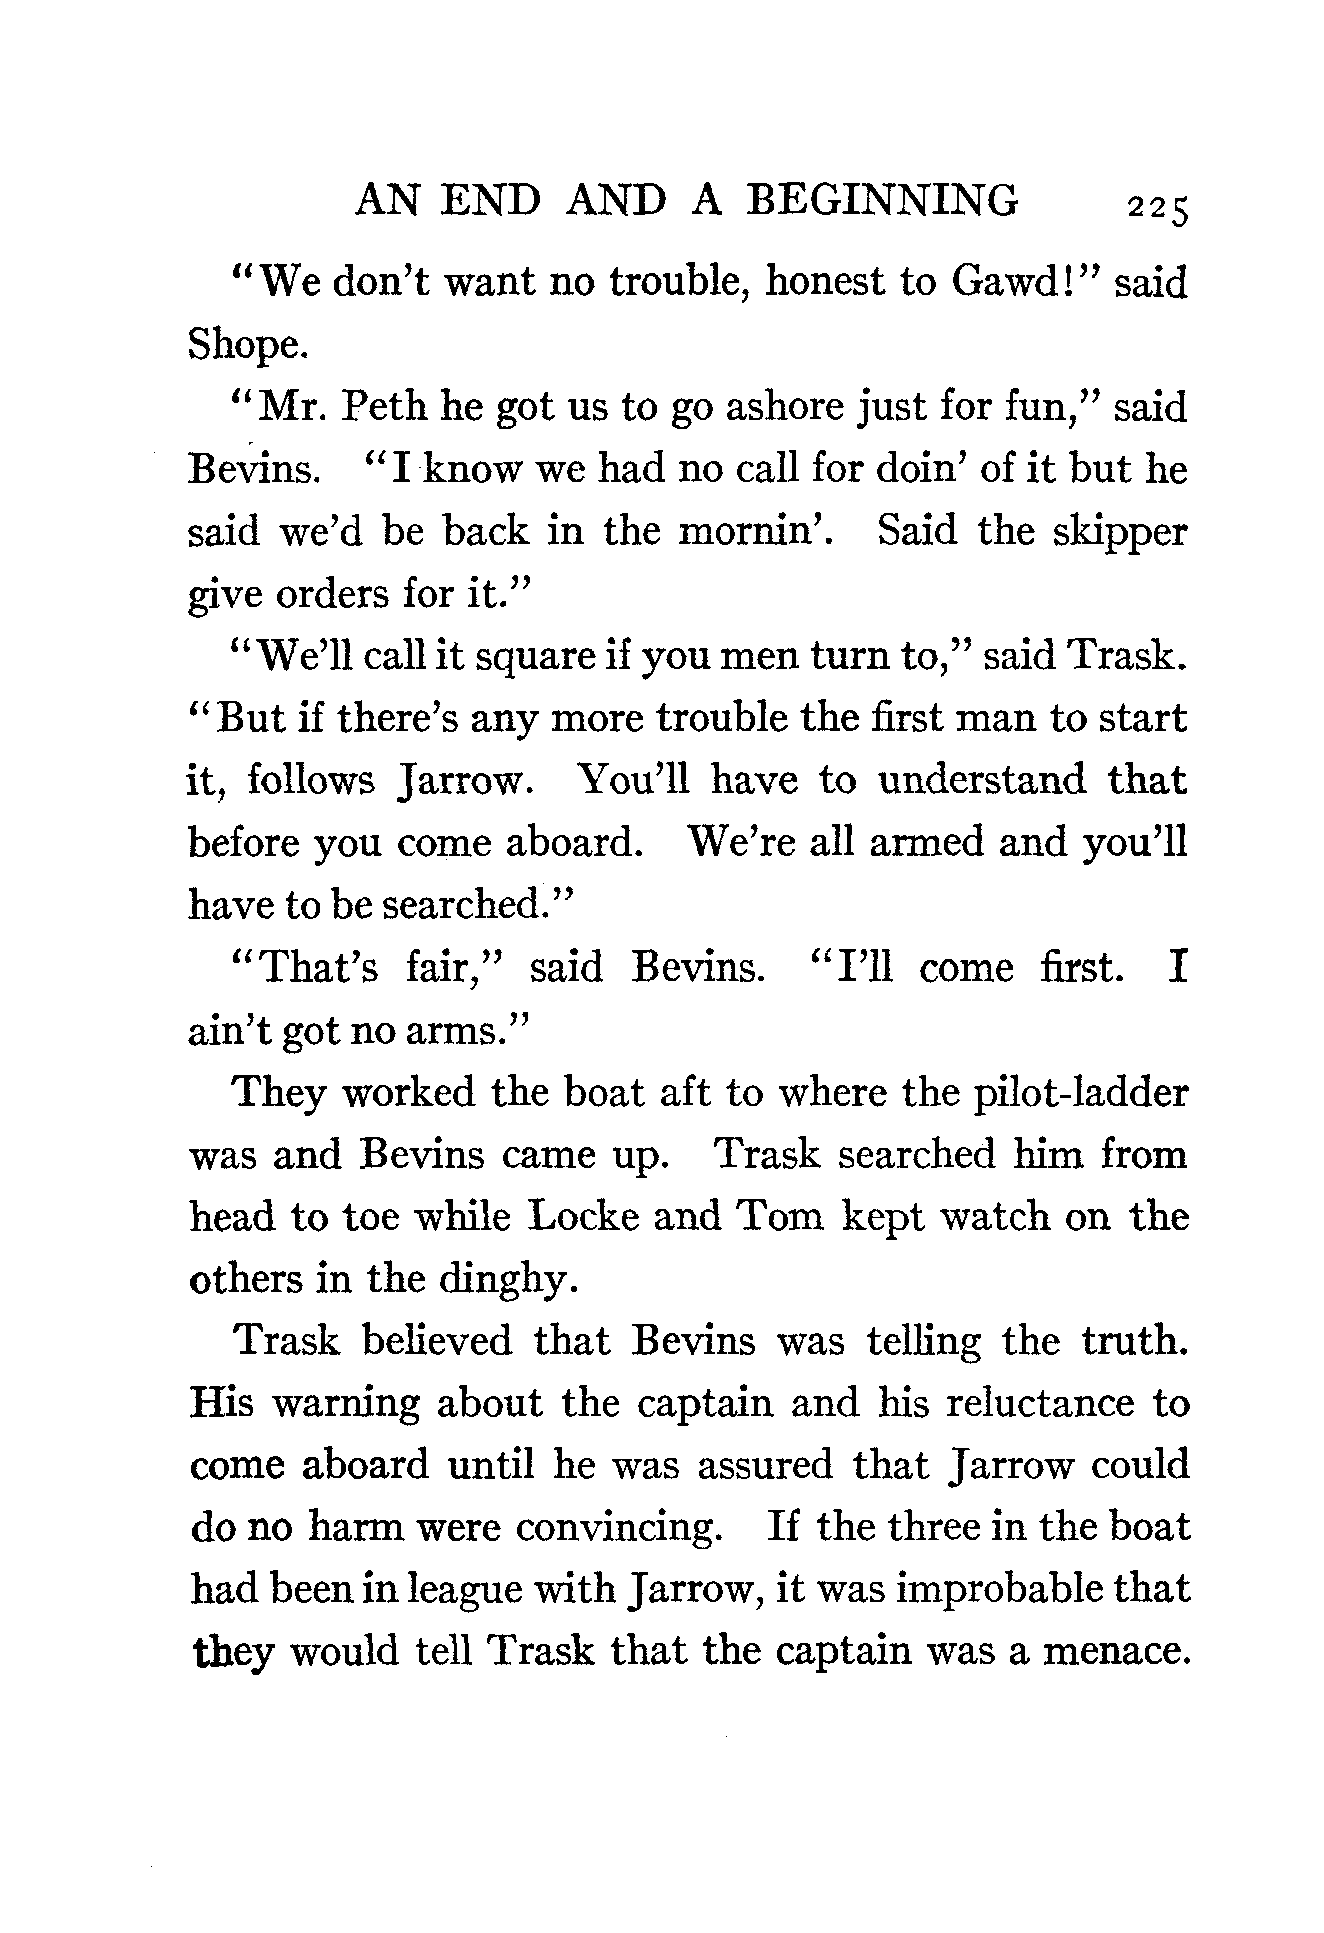 AN END AND A BEGINNING 225
"We don't want no trouble, honest to Gawd!" said
Shope.
"Mr. Peth he got us to go ashore just for fun," said
Bevins. "I know we had no call for doin' of it but he
said we'd be back in the mornin'. Said the skipper
give orders for it."
"We'll call it square if you men turn to," said Trask.
"But if there's any more trouble the first man to start
it, follows Jarrow. You'll have to understand that
before you come aboard. We're all armed and you'll
have to be searched."
"That's fair," said Bevins. "I'll come first. I
ain't got no arms."
They worked the boat aft to where the pilot-ladder
was and Bevins came up. Trask searched him from
head to toe while Locke and Tom kept watch on the
others in the dinghy.
Trask believed that Bevins was telling the truth.
His warning about the captain and his reluctance to
come aboard until he was assured that Jarrow could
do no harm were convincing. If the three in the boat
had been in league with Jarrow, it was improbable that
they would tell Trask that the captain was a menace.